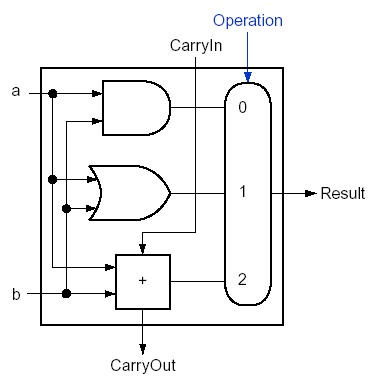 Operation
CarryIn
a
0
1
Result
2
+
b
CarryOut